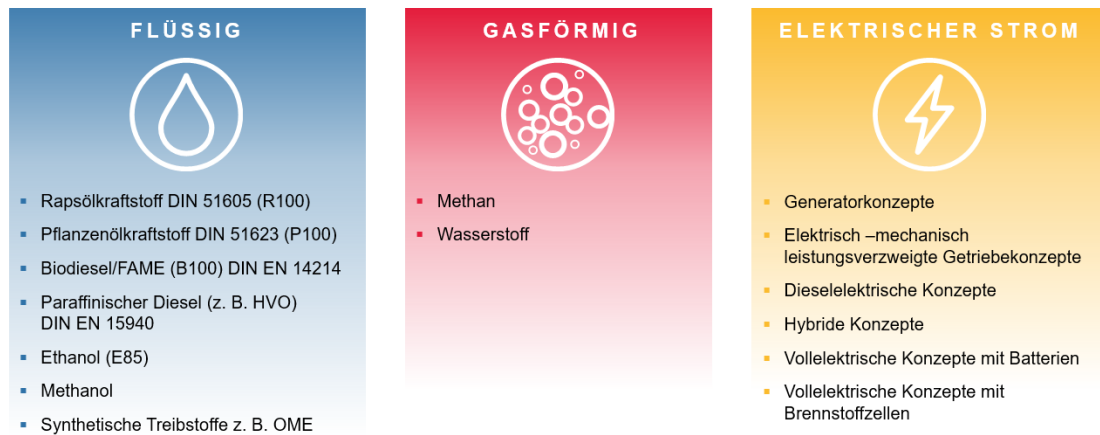 FLÜSSIG
Rapsölkraftstoff DIN 51605 (R100)
Pflanzenölkraftstoff DIN 51623 (P100)
Biodiesel/FAME (B100) DIN EN 14214
Paraffinischer Diesel (z. B. HVO)
DIN EN 15940
Ethanol (E85)
Methanol
Synthetische Treibstoffe z. B. OME
GASFÖRMIG
Methan
Wasserstoff
ELEKTRISCHER STROM
Generatorkonzepte
Elektrisch –mechanisch
leistungsverzweigte Getriebekonzepte
Dieselelektrische Konzepte
Hybride Konzepte
Vollelektrische Konzepte mit Batterien
Vollelektrische Konzepte mit
Brennstoffzellen